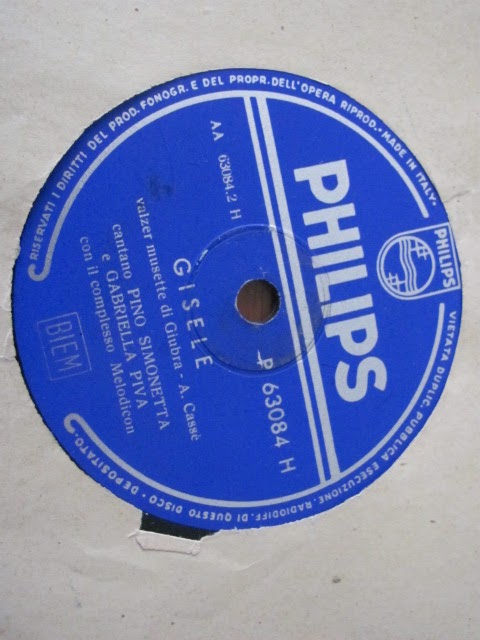 RISERVATI I DIRITTI DEL PROD. FONOGR. E DEL PROPR. DELL'OPERA RIPROD. • MADE IN ITALY •
PHILIPS
PHILIPS
P 63084 H
AA 63084.2 H
GISELE
valzer musette di Giubra - A. Cassè
cantano PINO SIMONETTA
e GABRIELLA PIVA
con il complesso Melodicon
BIEM
VIETATA DUPLIC. PUBBLICA ESECUZIONE. RADIODIFF. DI QUESTO DISCO • DEPOSITATO •